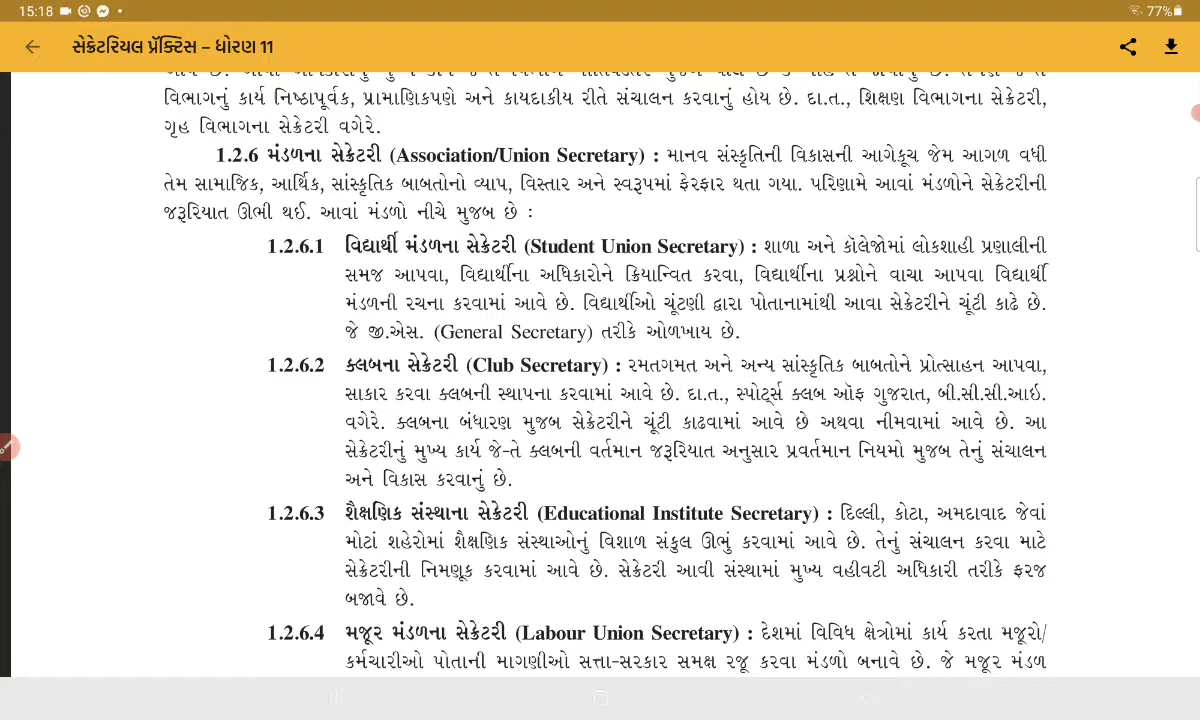 15:18
77%
સેક્રેટરિયલ પ્રૅક્ટિસ – ધોરણ 11
વિભાગનું કાર્ય નિષ્ઠાપૂર્વક, પ્રામાણિકપણે અને કાયદાકીય રીતે સંચાલન કરવાનું હોય છે. દા.ત., શિક્ષણ વિભાગના સેક્રેટરી,
ગૃહ વિભાગના સેક્રેટરી વગેરે.
1.2.6 મંડળના સેક્રેટરી (Association/Union Secretary) : માનવ સંસ્કૃતિની વિકાસની આગેકૂચ જેમ આગળ વધી
તેમ સામાજિક, આર્થિક, સાંસ્કૃતિક બાબતોનો વ્યાપ, વિસ્તાર અને સ્વરૂપમાં ફેરફાર થતા ગયા. પરિણામે આવાં મંડળોને સેક્રેટરીની
જરૂરિયાત ઊભી થઈ. આવાં મંડળો નીચે મુજબ છે :
1.2.6.1 વિદ્યાર્થી મંડળના સેક્રેટરી (Student Union Secretary) : શાળા અને કૉલેજોમાં લોકશાહી પ્રણાલીની
સમજ આપવા, વિદ્યાર્થીના અધિકારોને ક્રિયાન્વિત કરવા, વિદ્યાર્થીના પ્રશ્નોને વાચા આપવા વિદ્યાર્થી
મંડળની રચના કરવામાં આવે છે. વિદ્યાર્થીઓ ચૂંટણી દ્વારા પોતાનામાંથી આવા સેક્રેટરીને ચૂંટી કાઢે છે.
જે જી.એસ. (General Secretary) તરીકે ઓળખાય છે.
1.2.6.2 ક્લબના સેક્રેટરી (Club Secretary) : રમતગમત અને અન્ય સાંસ્કૃતિક બાબતોને પ્રોત્સાહન આપવા,
સાકાર કરવા ક્લબની સ્થાપના કરવામાં આવે છે. દા.ત., સ્પોર્ટ્સ ક્લબ ઑફ ગુજરાત, બી.સી.સી.આઇ.
વગેરે. ક્લબના બંધારણ મુજબ સેક્રેટરીને ચૂંટી કાઢવામાં આવે છે અથવા નીમવામાં આવે છે. આ
સેક્રેટરીનું મુખ્ય કાર્ય જે-તે ક્લબની વર્તમાન જરૂરિયાત અનુસાર પ્રવર્તમાન નિયમો મુજબ તેનું સંચાલન
અને વિકાસ કરવાનું છે.
1.2.6.3 શૈક્ષણિક સંસ્થાના સેક્રેટરી (Educational Institute Secretary) : દિલ્લી, કોટા, અમદાવાદ જેવાં
મોટાં શહેરોમાં શૈક્ષણિક સંસ્થાઓનું વિશાળ સંકુલ ઊભું કરવામાં આવે છે. તેનું સંચાલન કરવા માટે
સેક્રેટરીની નિમણૂક કરવામાં આવે છે. સેક્રેટરી આવી સંસ્થામાં મુખ્ય વહીવટી અધિકારી તરીકે ફરજ
બજાવે છે.
1.2.6.4 મજૂર મંડળના સેક્રેટરી (Labour Union Secretary) : દેશમાં વિવિધ ક્ષેત્રોમાં કાર્ય કરતા મજૂરો/
કર્મચારીઓ પોતાની માગણીઓ સત્તા-સરકાર સમક્ષ રજૂ કરવા મંડળો બનાવે છે. જે મજૂર મંડળ